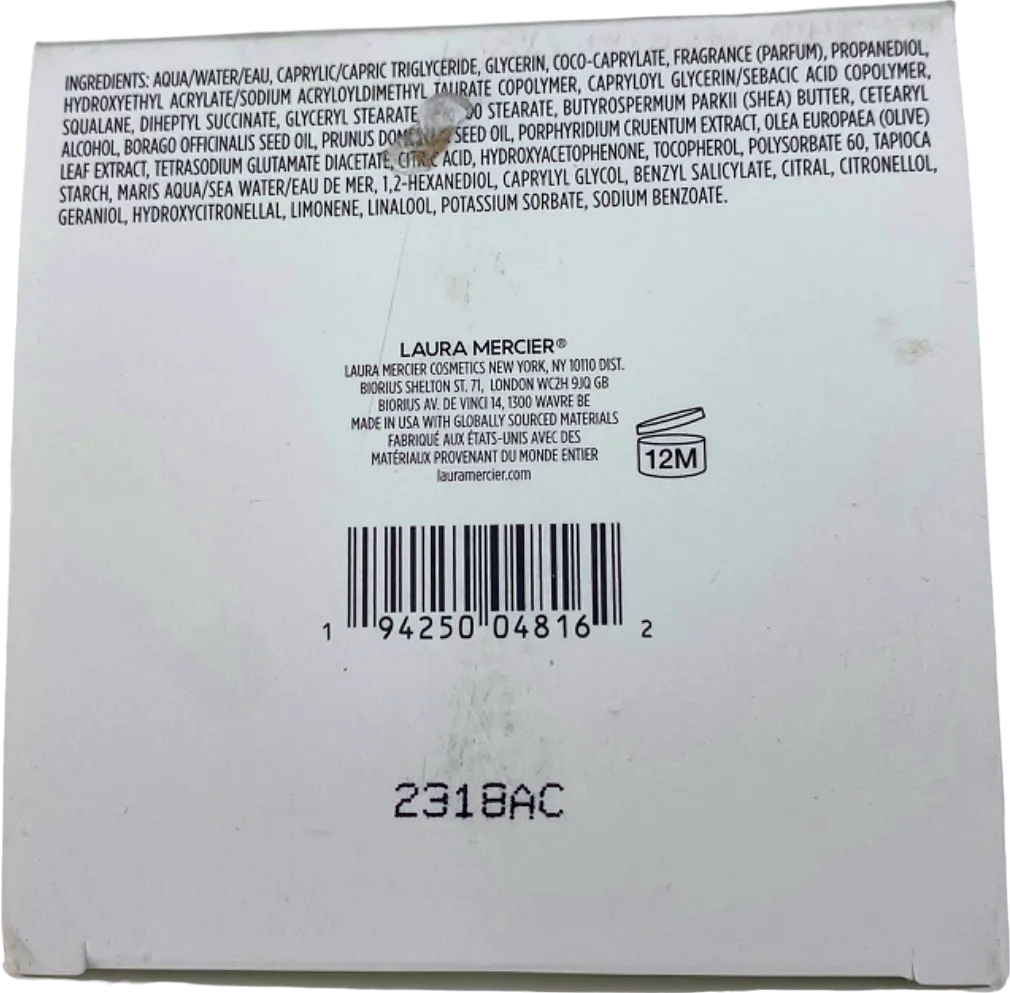 INGREDIENTS: AQUA/WATER/EAU, CAPRYLIC/CAPRIC TRIGLYCERIDE, GLYCERIN, COCO-CAPRYLATE, FRAGRANCE (PARFUM), PROPANEDIOL,
HYDROXYETHYL ACRYLATE/SODIUM ACRYLOYLDIMETHYL TAURATE COPOLYMER, CAPRYLOYL GLYCERIN/SEBACIC ACID COPOLYMER,
SQUALANE, DIHEPTYL SUCCINATE, GLYCERYL STEARATE STEARATE, BUTYROSPERMUM PARKII (SHEA) BUTTER, CETEARYL
ALCOHOL, BORAGO OFFICINALIS SEED OIL, PRUNUS SEED OIL, PORPHYRIDIUM CRUENTUM EXTRACT, OLEA EUROPAEA (OLIVE)
LEAF EXTRACT, TETRASODIUM GLUTAMATE DIACETATE, CITRIC ACID, HYDROXYACETOPHENONE, TOCOPHEROL, POLYSORBATE 60, TAPIOCA
STARCH, MARIS AQUA/SEA WATER/EAU DE MER, 1,2-HEXANEDIOL, CAPRYLYL GLYCOL, BENZYL SALICYLATE, CITRAL, CITRONELLOL,
GERANIOL, HYDROXYCITRONELLAL, LIMONENE, LINALOOL, POTASSIUM SORBATE, SODIUM BENZOATE.
LAURA MERCIER®
LAURA MERCIER COSMETICS NEW YORK, NY 10110 DIST.
BIORIUS SHELTON ST, 71, LONDON WC2H 9JQ GB
BIORIUS AV. DE VINCI 14, 1300 WAVRE BE
MADE IN USA WITH GLOBALLY SOURCED MATERIALS
FABRIQUÉ AUX ÉTATS-UNIS AVEC DES
MATÉRIAUX PROVENANT DU MONDE ENTIER
lauramercier.com
12M
1 94250 04816 2
2318AC